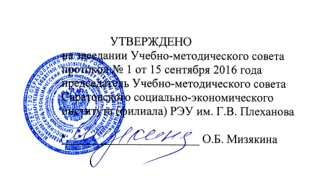 УТВЕРЖДЕНО
на заседании Учебно-методического совета
протокол № 1 от 15 сентября 2016 года
председатель Учебно-методического совета
Саратовского социально-экономического
института (филиала) РЭУ им. Г.В. Плеханова
О.Б. Мизякина